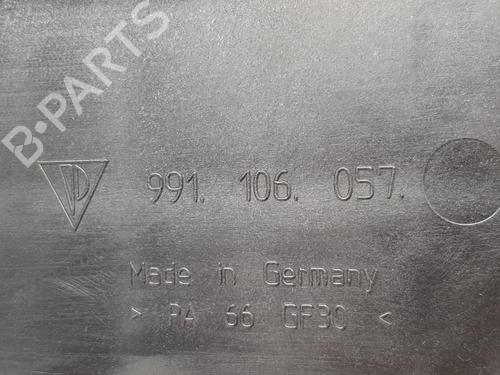 B-PARTS
991. 106. 057.
Made in Germany
> PA 66 GF30 <